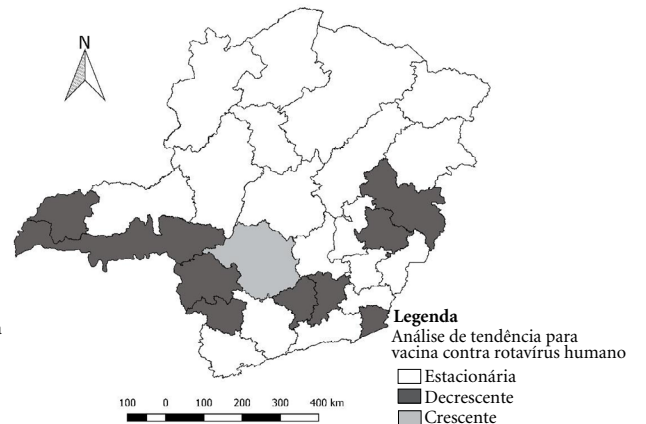 N
Legenda
Análise de tendência para
vacina contra rotavírus humano
Estacionária
Decrescente
Crescente
100 0 100 200 300 400 km